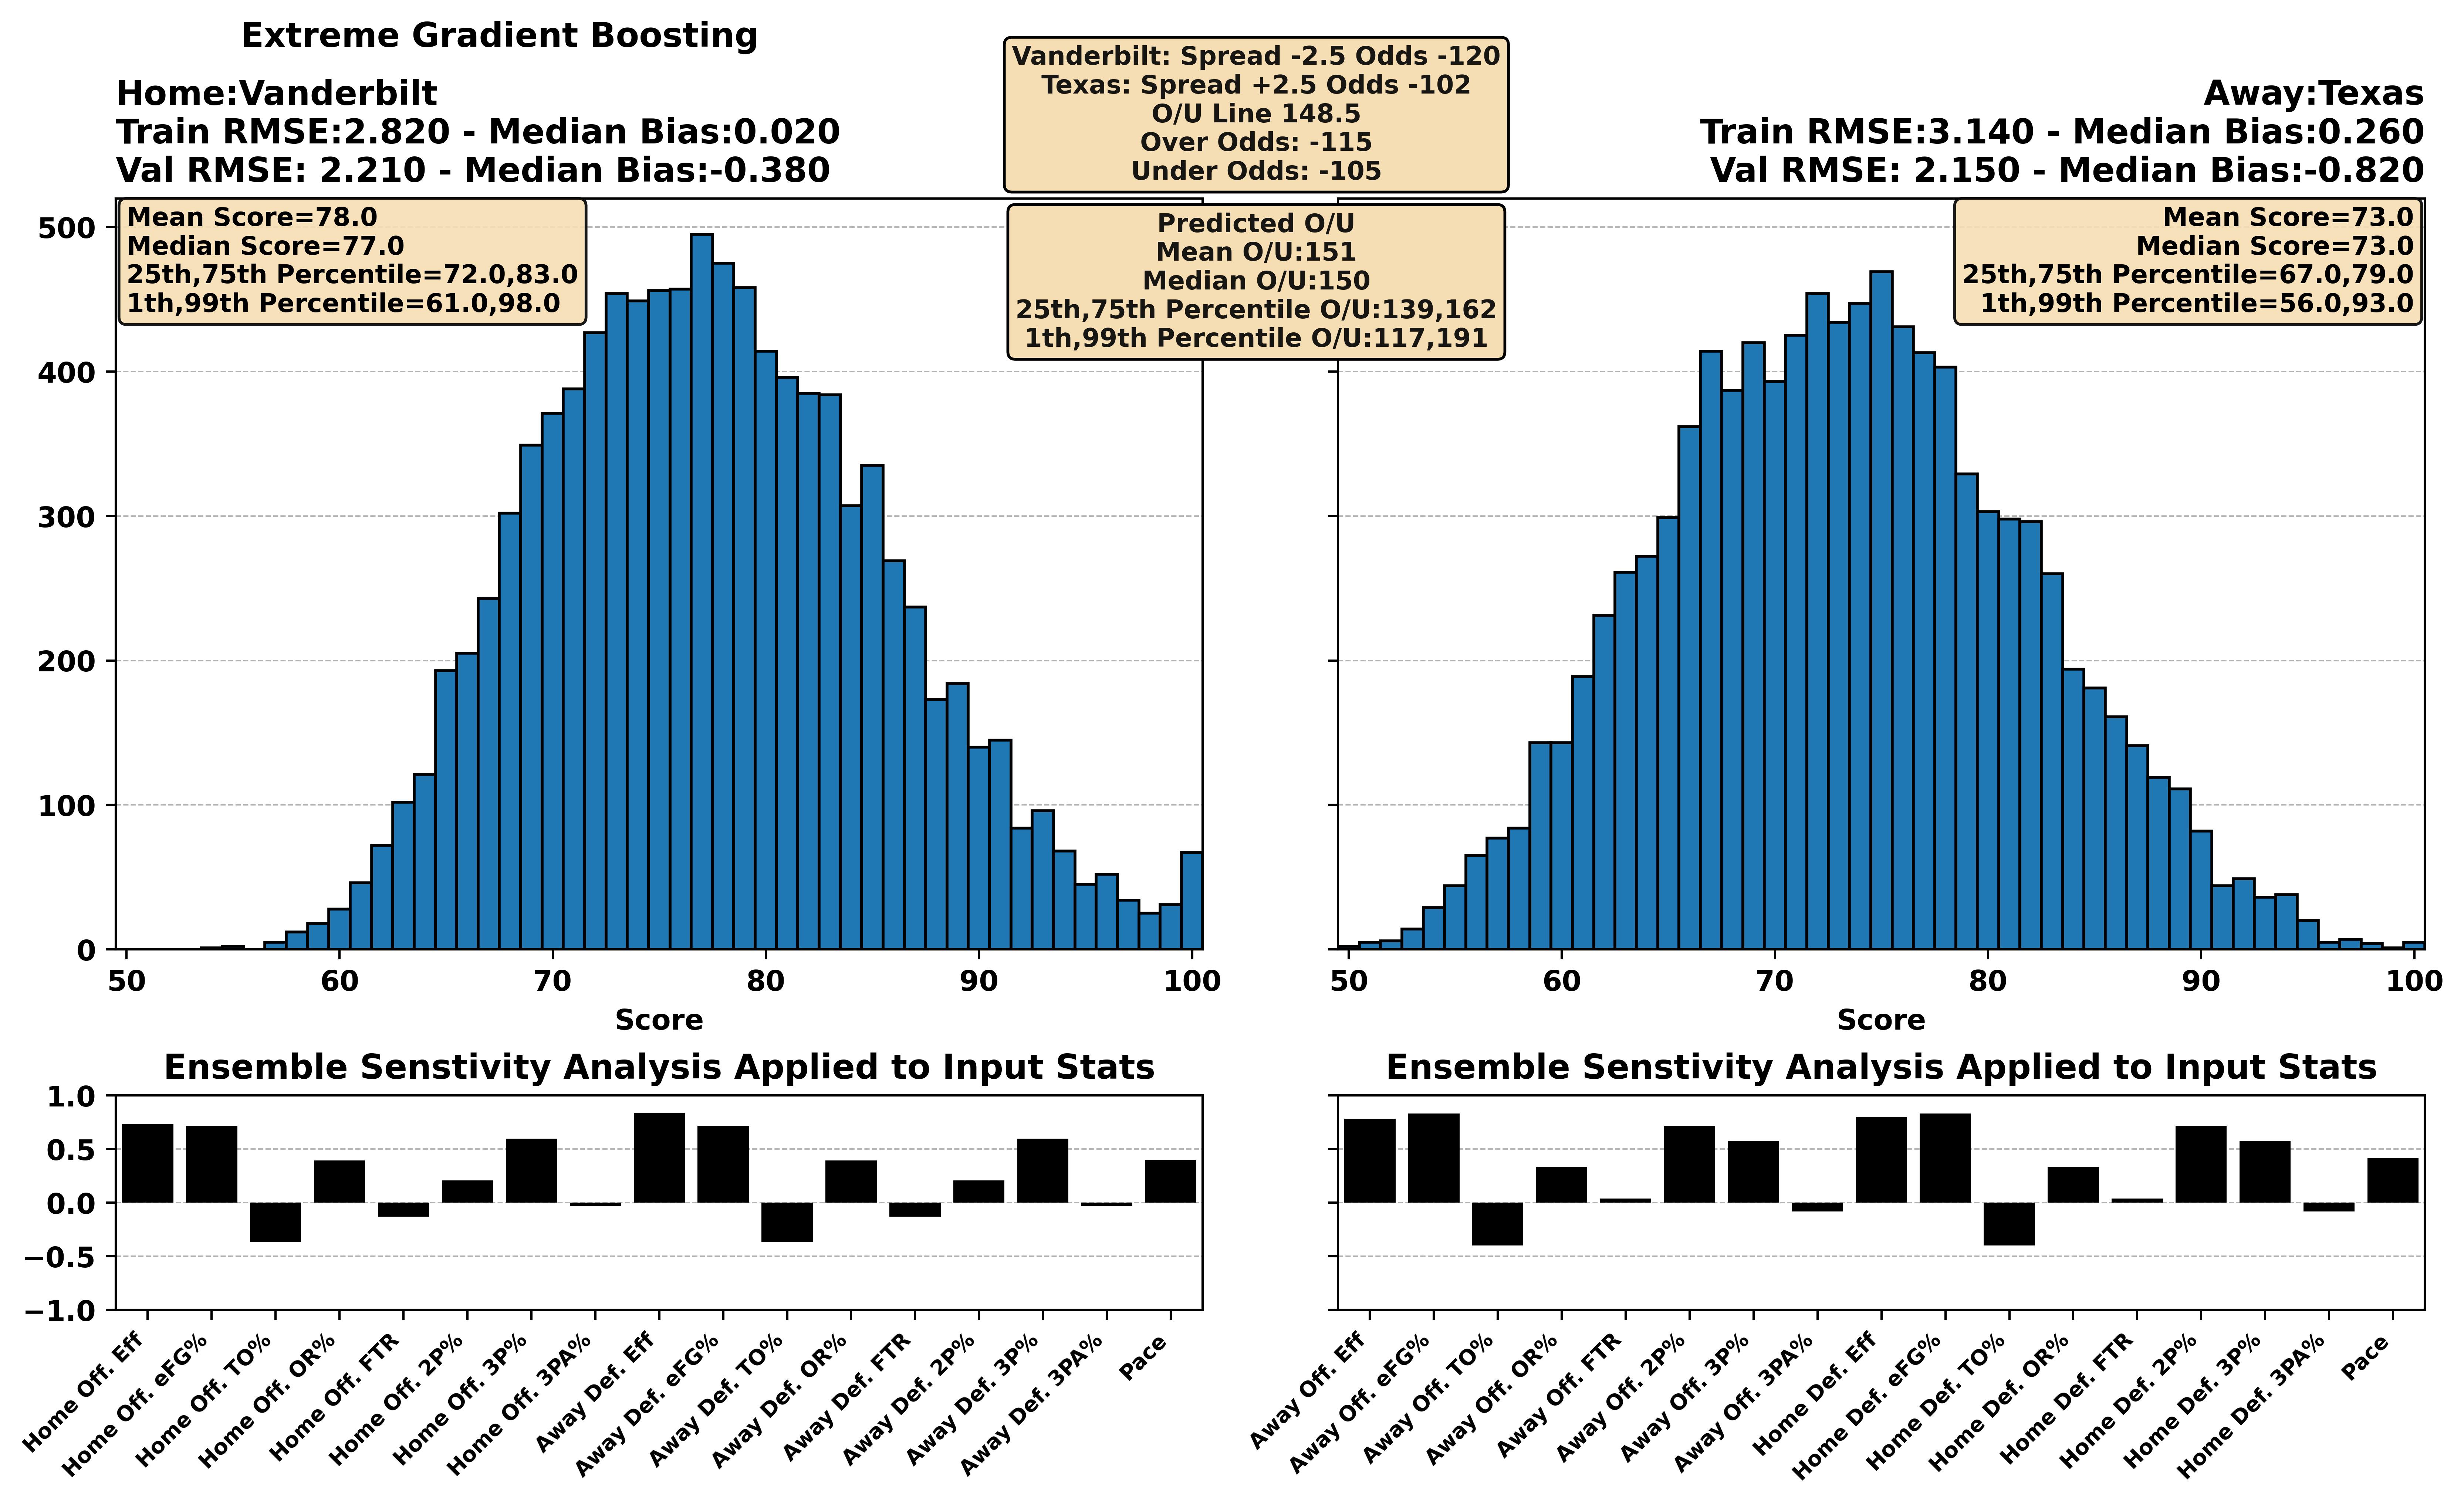 Extreme Gradient Boosting
Home:Vanderbilt
Train RMSE:2.820 - Median Bias:0.020
Val RMSE: 2.210 - Median Bias:-0.380
Vanderbilt: Spread -2.5 Odds -120
Texas: Spread +2.5 Odds -102
O/U Line 148.5
Over Odds: -115
Under Odds: -105
Away:Texas
Train RMSE:3.140 - Median Bias:0.260
Val RMSE: 2.150 - Median Bias:-0.820
Mean Score=78.0
Median Score=77.0
25th,75th Percentile=72.0,83.0
1th,99th Percentile=61.0,98.0
Predicted O/U
Mean O/U:151
Median O/U:150
25th,75th Percentile O/U:139,162
1th,99th Percentile O/U:117,191
Mean Score=73.0
Median Score=73.0
25th,75th Percentile=67.0,79.0
1th,99th Percentile=56.0,93.0
500
400
300
200
100
0
50 60 70 80 90 100
Score
50 60 70 80 90 100
Score
Ensemble Senstivity Analysis Applied to Input Stats
1.0
0.5
0.0
−0.5
−1.0
Home Off. Eff
Home Off. eFG%
Home Off. TO%
Home Off. OR%
Home Off. FTR
Home Off. 2P%
Home Off. 3P%
Home Off. 3PA%
Away Def. Eff
Away Def. eFG%
Away Def. TO%
Away Def. OR%
Away Def. FTR
Away Def. 2P%
Away Def. 3P%
Away Def. 3PA%
Pace
Ensemble Senstivity Analysis Applied to Input Stats
Away Off. Eff
Away Off. eFG%
Away Off. TO%
Away Off. OR%
Away Off. FTR
Away Off. 2P%
Away Off. 3P%
Away Off. 3PA%
Home Def. Eff
Home Def. eFG%
Home Def. TO%
Home Def. OR%
Home Def. FTR
Home Def. 2P%
Home Def. 3P%
Home Def. 3PA%
Pace